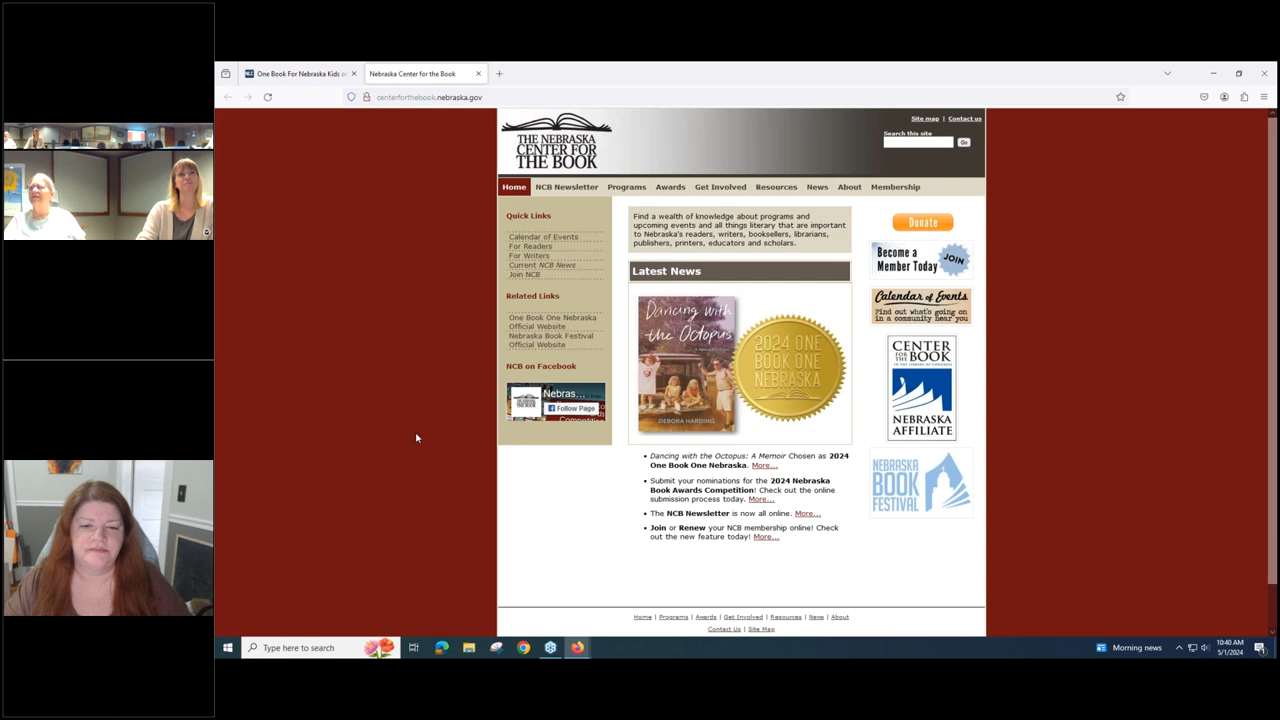 One Book For Nebraska Kids o
Nebraska Center for the Book
centerforthebook.nebraska.gov
THE NEBRASKA
CENTER FOR
THE BOOK
Site map | Contact us
Search this site
Go
Home NCB Newsletter Programs Awards Get Involved Resources News About Membership
Quick Links
Calendar of Events
For Readers
For Writers
Current NCB News
Join NCB
Related Links
One Book One Nebraska
Official Website
Nebraska Book Festival
Official Website
NCB on Facebook
Nebras...
Follow Page
Find a wealth of knowledge about programs and
upcoming events and all things literary that are important
to Nebraska's readers, writers, booksellers, librarians,
publishers, printers, educators and scholars.
Latest News
Dancing with
the Octopus
DEBORA HARDING
2024 ONE
BOOK ONE
NEBRASKA
• Dancing with the Octopus: A Memoir Chosen as 2024
One Book One Nebraska. More...
• Submit your nominations for the 2024 Nebraska
Book Awards Competition! Check out the online
submission process today. More...
• The NCB Newsletter is now all online. More...
• Join or Renew your NCB membership online! Check
out the new feature today! More...
Donate
Become a
Member Today
JOIN
Calendar of Events
Find out what's going on
in a community near you
CENTER
FOR THE BOOK
IN THE LIBRARY OF CONGRESS
NEBRASKA
AFFILIATE
NEBRASKA
BOOK
FESTIVAL
Home | Programs | Awards | Get Involved | Resources | News | About
Contact Us | Site Map
Type here to search
Morning news
10:40 AM
5/1/2024